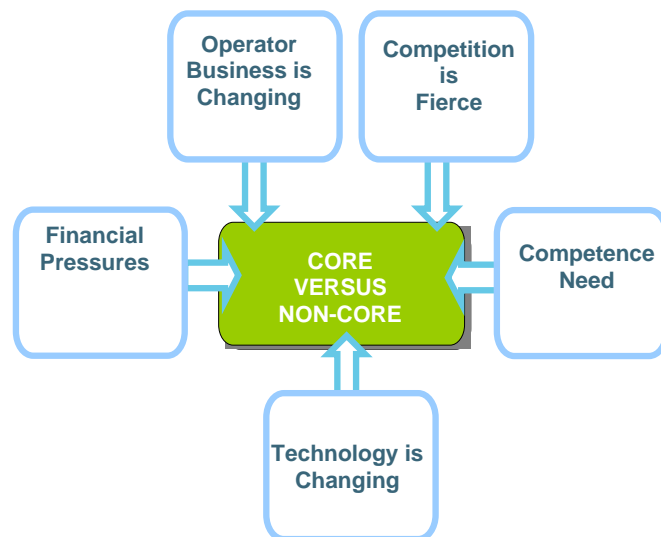 Operator
Business is
Changing
Competition
is
Fierce
Financial
Pressures
CORE
VERSUS
NON-CORE
Competence
Need
Technology is
Changing